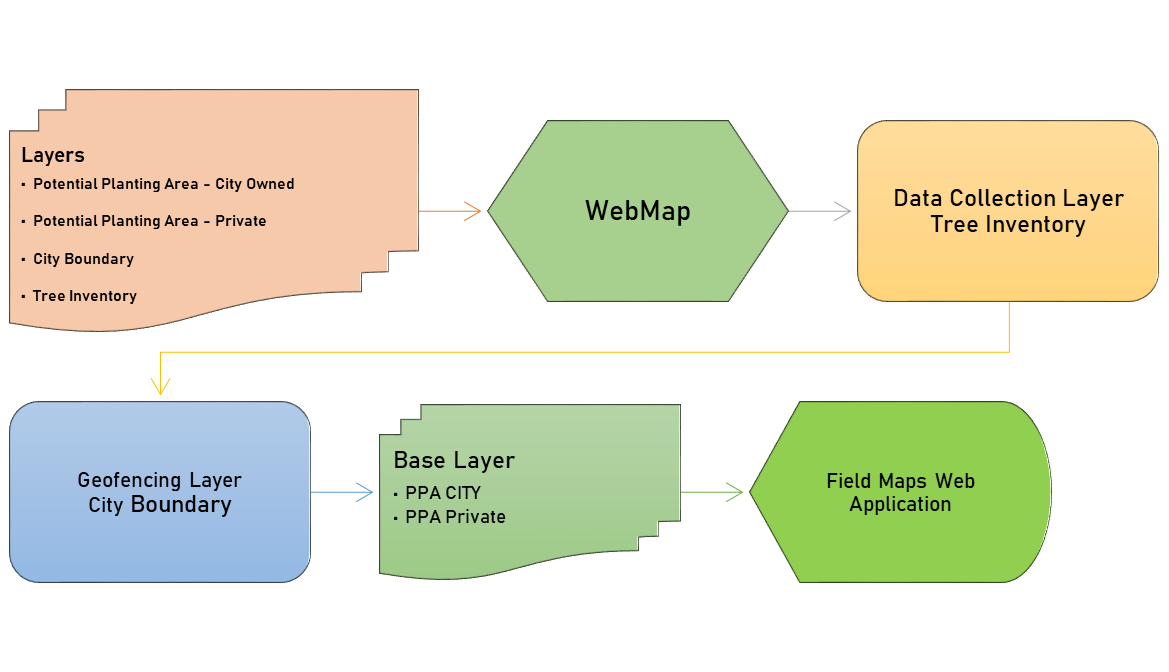 Layers
▪ Potential Planting Area - City Owned
▪ Potential Planting Area - Private
▪ City Boundary
▪ Tree Inventory
WebMap
Data Collection Layer
Tree Inventory
Geofencing Layer
City Boundary
Base Layer
▪ PPA CITY
▪ PPA Private
Field Maps Web
Application